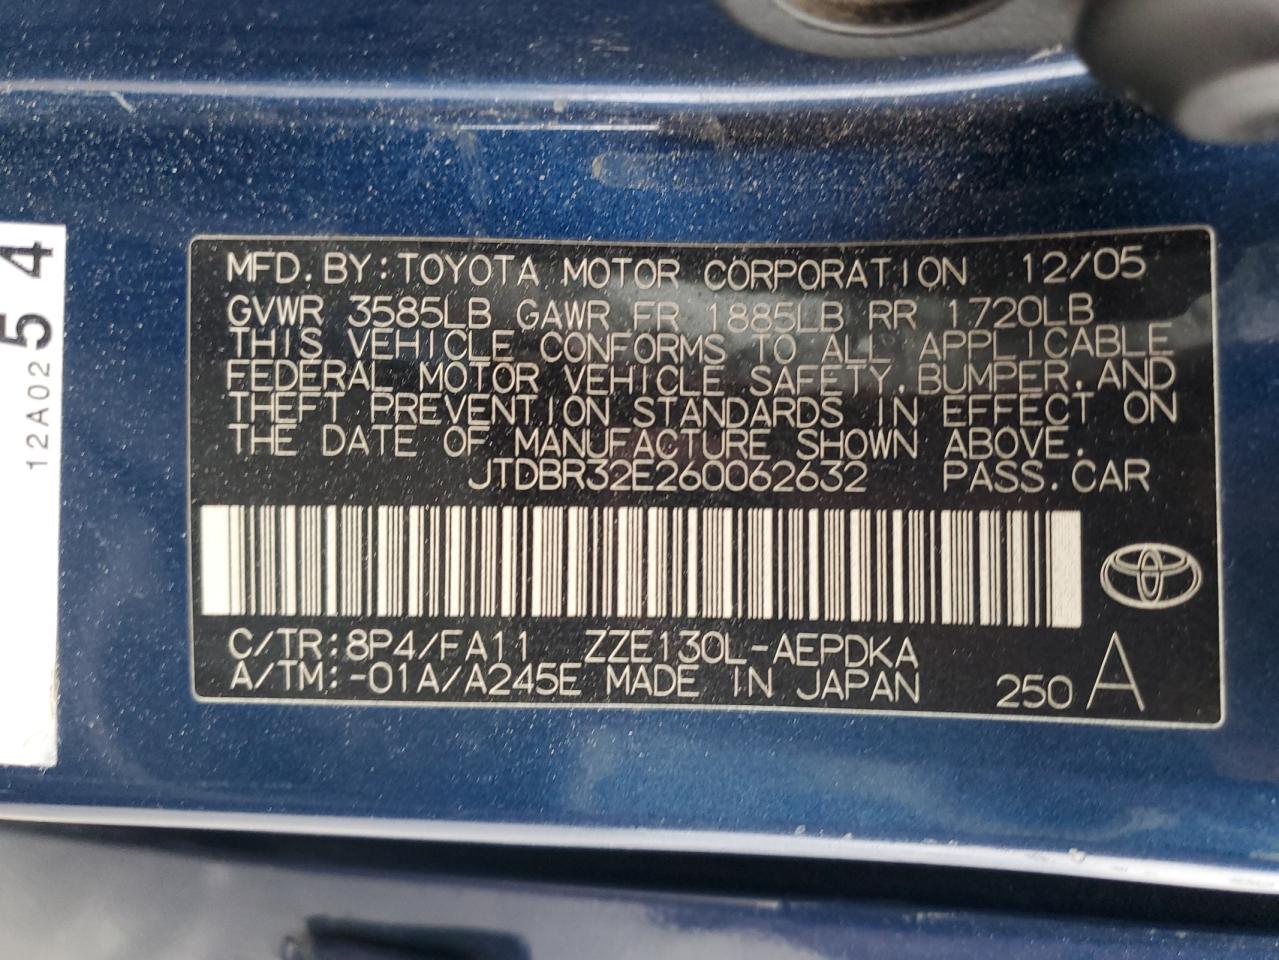 MFD.BY:TOYOTA MOTOR CORPORATION 12/05
GVWR 3585LB GAWR FR 1885LB RR 1720LB
THIS VEHICLE CONFORMS TO ALL APPLICABLE
FEDERAL MOTOR VEHICLE SAFETY,BUMPER,AND
THEFT PREVENTION STANDARDS IN EFFECT ON
THE DATE OF MANUFACTURE SHOWN ABOVE.
JTDBR32E260062632 PASS.CAR
C/TR:8P4/FA11 ZZE130L-AEPDKA
A/TM:-01A/A245E MADE IN JAPAN 250 A
54
12A02